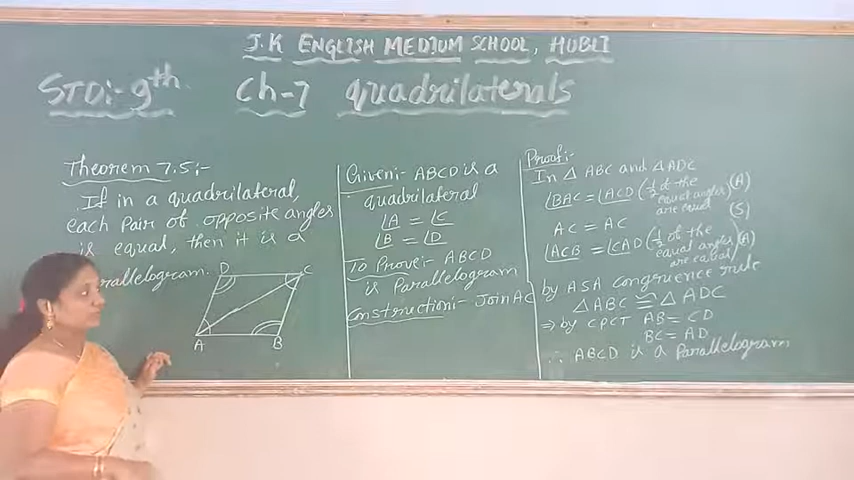 J.K ENGLISH MEDIUM SCHOOL, HUBLI
STD:- 9th
Ch-7 quadrilaterals
Theorem 7.5:-
If in a quadrilateral,
each Pair of opposite angles
is equal, then it is a
rallelogram.
D C
A B
Given:- ABCD is a
quadrilateral
∠A = ∠C
∠B = ∠D
To Prove:- ABCD
is Parallelogram
Construction:- Join AC
Proof:-
In △ ABC and △ ADC
∠BAC = ∠ACD (½ of the equal angles are equal) (A)
AC = AC (S)
∠ACB = ∠CAD (½ of the equal angles are equal) (A)
by ASA congruence rule
△ABC ≅ △ADC
⇒ by CPCT AB = CD
BC = AD
∴ ABCD is a Parallelogram